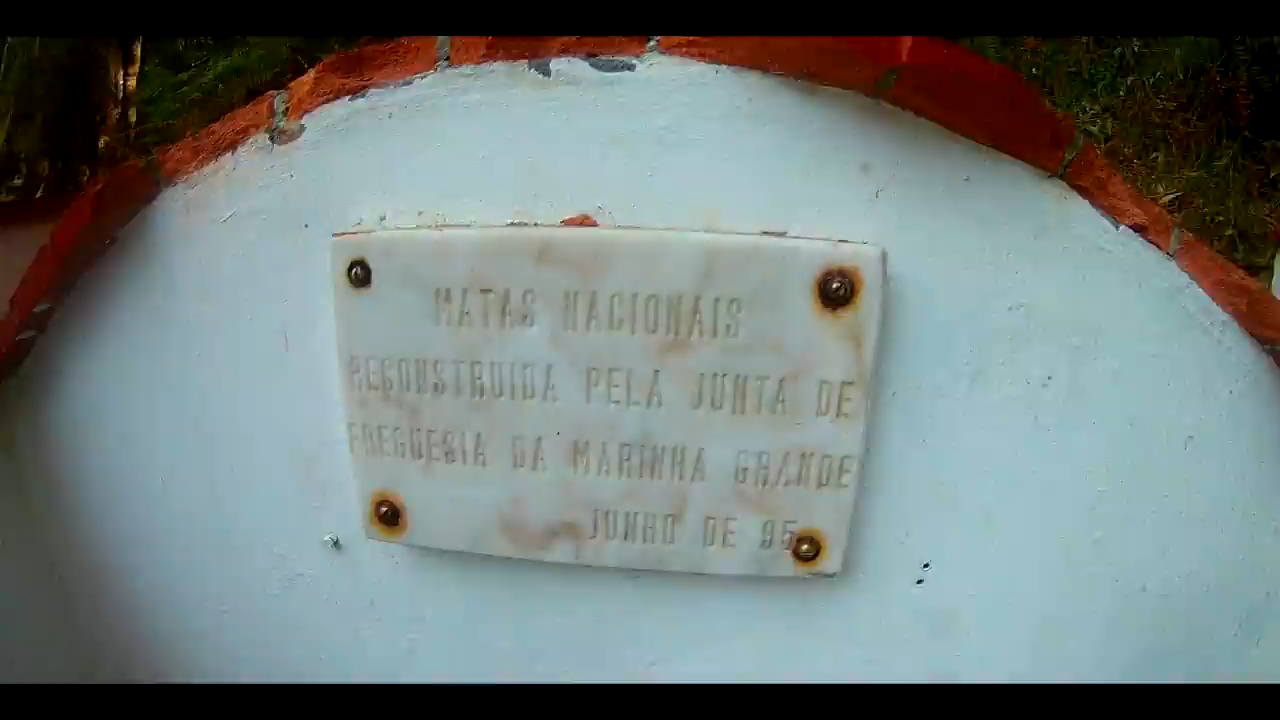 MATAS NACIONAIS
RECONSTRUIDA PELA JUNTA DE
FREGUESIA DA MARINHA GRANDE
JUNHO DE 95